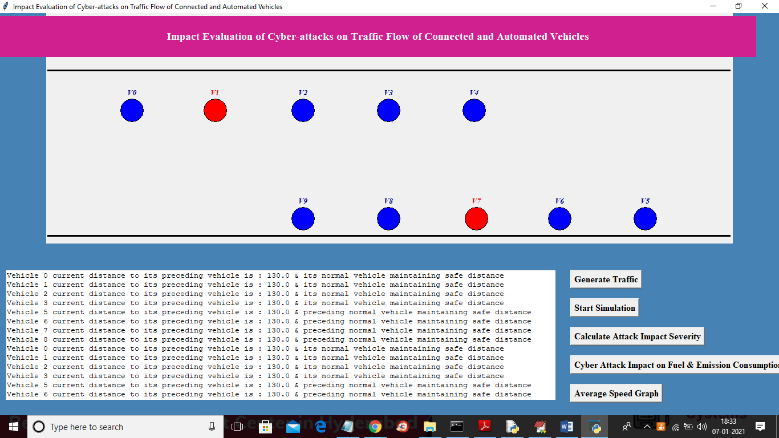 Impact Evaluation of Cyber-attacks on Traffic Flow of Connected and Automated Vehicles
Impact Evaluation of Cyber-attacks on Traffic Flow of Connected and Automated Vehicles
V0 V1 V2 V3 V4
V9 V8 V7 V6 V5
Vehicle 0 current distance to its preceding vehicle is : 130.0 & its normal vehicle maintaining safe distance
Vehicle 1 current distance to its preceding vehicle is : 130.0 & its normal vehicle maintaining safe distance
Vehicle 2 current distance to its preceding vehicle is : 130.0 & its normal vehicle maintaining safe distance
Vehicle 3 current distance to its preceding vehicle is : 130.0 & its normal vehicle maintaining safe distance
Vehicle 5 current distance to its preceding vehicle is : 130.0 & preceding normal vehicle maintaining safe distance
Vehicle 6 current distance to its preceding vehicle is : 130.0 & preceding normal vehicle maintaining safe distance
Vehicle 7 current distance to its preceding vehicle is : 130.0 & preceding normal vehicle maintaining safe distance
Vehicle 8 current distance to its preceding vehicle is : 130.0 & preceding normal vehicle maintaining safe distance
Vehicle 0 current distance to its preceding vehicle is : 130.0 & its normal vehicle maintaining safe distance
Vehicle 1 current distance to its preceding vehicle is : 130.0 & its normal vehicle maintaining safe distance
Vehicle 2 current distance to its preceding vehicle is : 130.0 & its normal vehicle maintaining safe distance
Vehicle 3 current distance to its preceding vehicle is : 130.0 & its normal vehicle maintaining safe distance
Vehicle 5 current distance to its preceding vehicle is : 130.0 & preceding normal vehicle maintaining safe distance
Vehicle 6 current distance to its preceding vehicle is : 130.0 & preceding normal vehicle maintaining safe distance
Generate Traffic
Start Simulation
Calculate Attack Impact Severity
Cyber Attack Impact on Fuel & Emission Consumptio
Average Speed Graph
Type here to search
18:33
07-01-2021